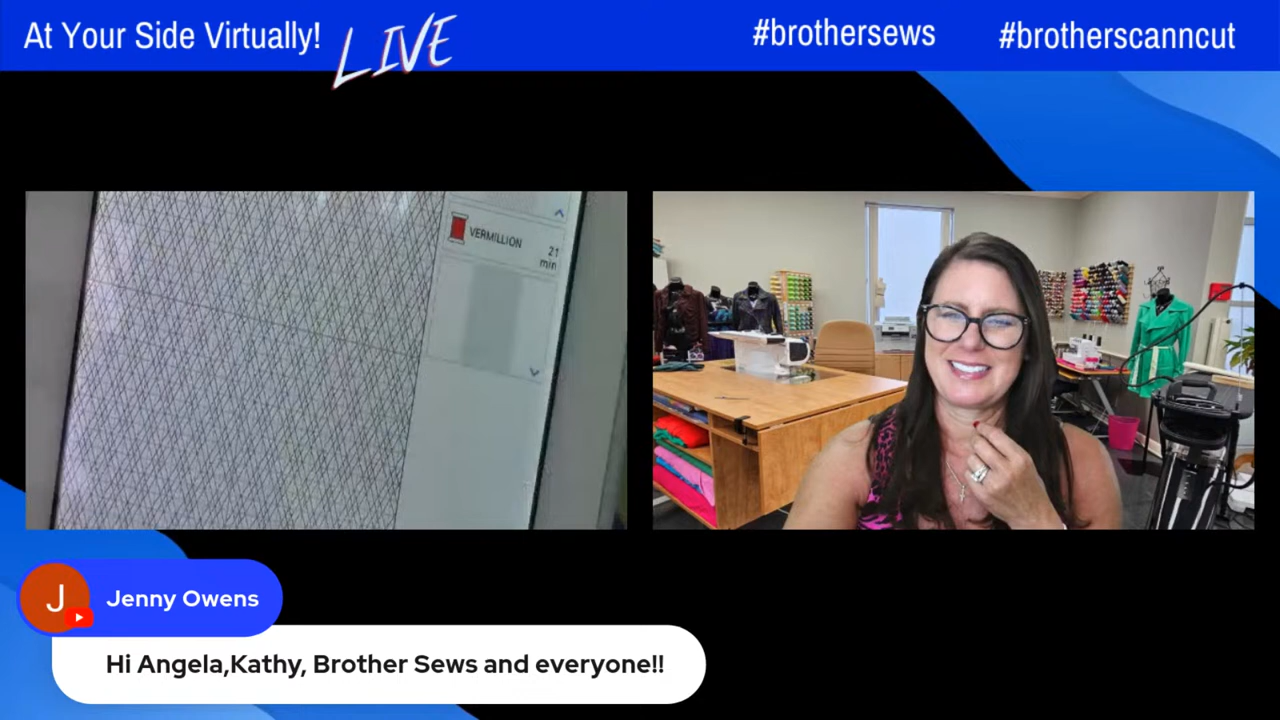 At Your Side Virtually! LIVE
#brothersews
#brotherscanncut
VERMILLION
21
min
J
Jenny Owens
Hi Angela,Kathy, Brother Sews and everyone!!